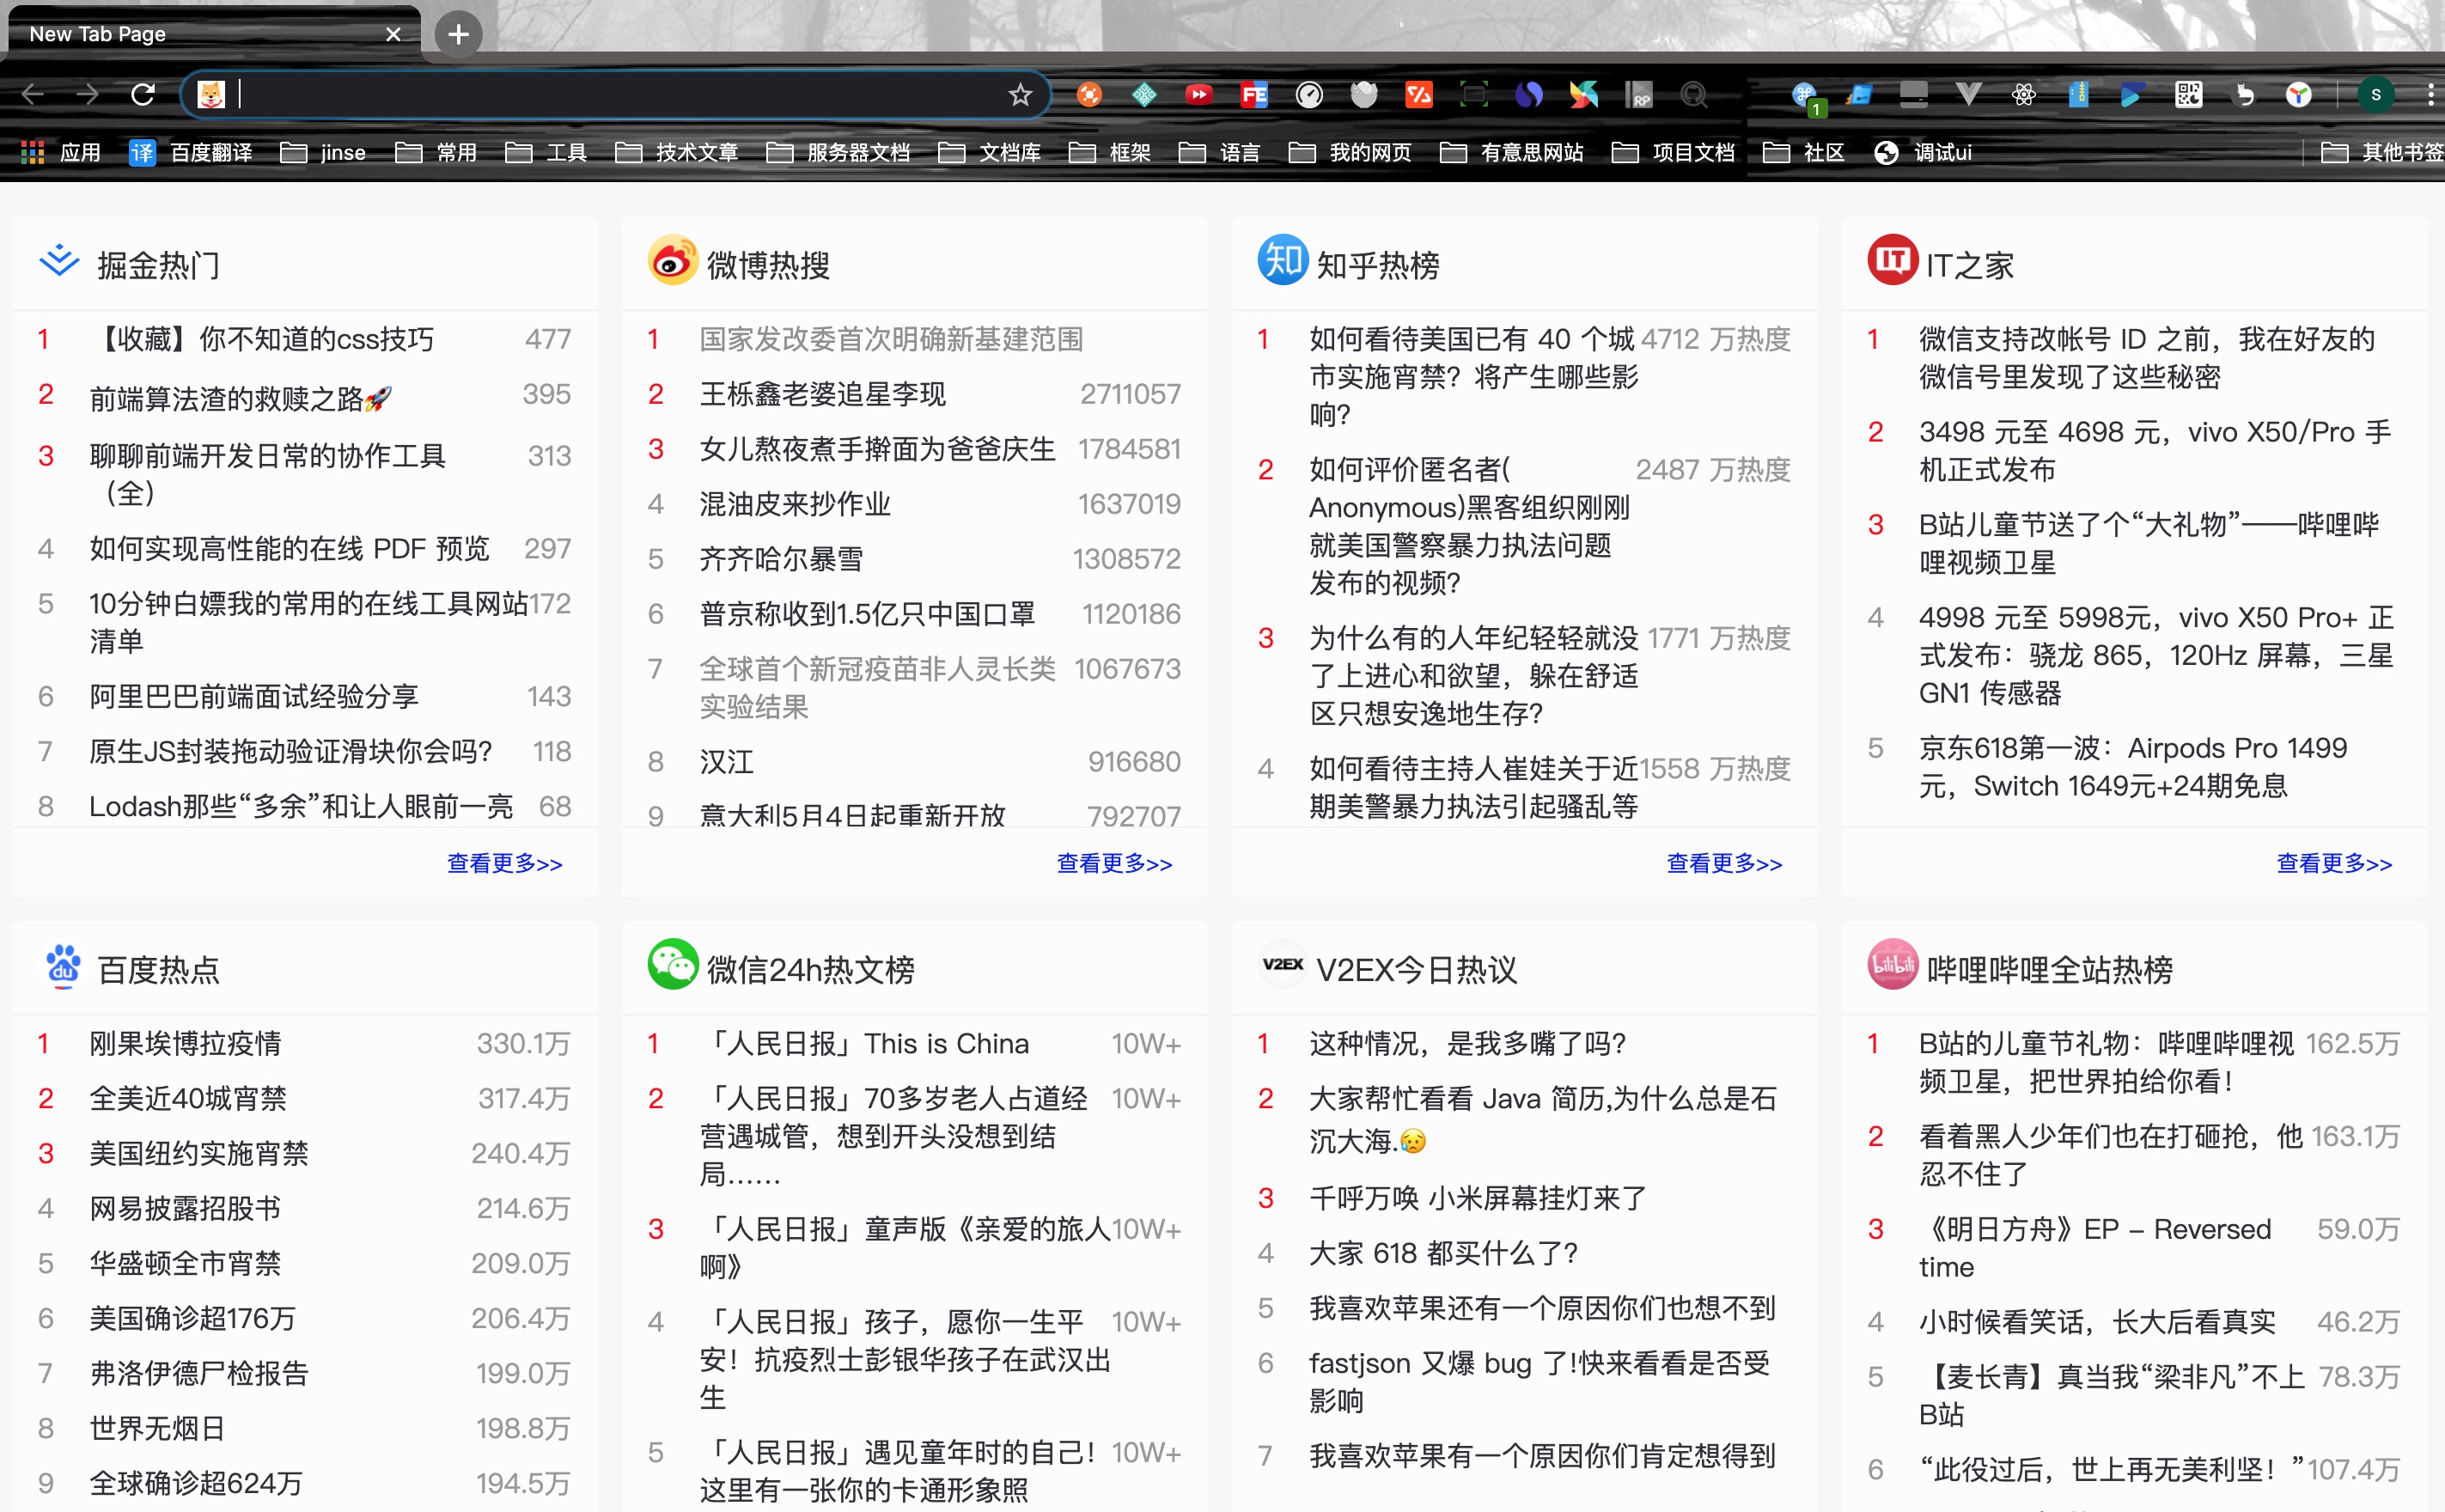 New Tab Page
应用 百度翻译 jinse 常用 工具 技术文章 服务器文档 文档库 框架 语言 我的网页 有意思网站 项目文档 社区 调试ui 其他书签
掘金热门
1 【收藏】你不知道的css技巧 477
2 前端算法渣的救赎之路🚀 395
3 聊聊前端开发日常的协作工具 313
（全）
4 如何实现高性能的在线 PDF 预览 297
5 10分钟白嫖我的常用的在线工具网站 172
清单
6 阿里巴巴前端面试经验分享 143
7 原生JS封装拖动验证滑块你会吗？ 118
8 Lodash那些“多余”和让人眼前一亮 68
查看更多>>
微博热搜
1 国家发改委首次明确新基建范围
2 王栎鑫老婆追星李现 2711057
3 女儿熬夜煮手擀面为爸爸庆生 1784581
4 混油皮来抄作业 1637019
5 齐齐哈尔暴雪 1308572
6 普京称收到1.5亿只中国口罩 1120186
7 全球首个新冠疫苗非人灵长类 1067673
实验结果
8 汉江 916680
9 意大利5月4日起重新开放 792707
查看更多>>
知乎热榜
1 如何看待美国已有 40 个城 4712 万热度
市实施宵禁？将产生哪些影
响？
2 如何评价匿名者( 2487 万热度
Anonymous)黑客组织刚刚
就美国警察暴力执法问题
发布的视频？
3 为什么有的人年纪轻轻就没 1771 万热度
了上进心和欲望，躲在舒适
区只想安逸地生存？
4 如何看待主持人崔娃关于近 1558 万热度
期美警暴力执法引起骚乱等
查看更多>>
IT之家
1 微信支持改帐号 ID 之前，我在好友的
微信号里发现了这些秘密
2 3498 元至 4698 元，vivo X50/Pro 手
机正式发布
3 B站儿童节送了个“大礼物”——哔哩哔
哩视频卫星
4 4998 元至 5998元，vivo X50 Pro+ 正
式发布：骁龙 865，120Hz 屏幕，三星
GN1 传感器
5 京东618第一波：Airpods Pro 1499
元，Switch 1649元+24期免息
查看更多>>
百度热点
1 刚果埃博拉疫情 330.1万
2 全美近40城宵禁 317.4万
3 美国纽约实施宵禁 240.4万
4 网易披露招股书 214.6万
5 华盛顿全市宵禁 209.0万
6 美国确诊超176万 206.4万
7 弗洛伊德尸检报告 199.0万
8 世界无烟日 198.8万
9 全球确诊超624万 194.5万
微信24h热文榜
1 「人民日报」This is China 10W+
2 「人民日报」70多岁老人占道经 10W+
营遇城管，想到开头没想到结
局……
3 「人民日报」童声版《亲爱的旅人 10W+
啊》
4 「人民日报」孩子，愿你一生平 10W+
安！抗疫烈士彭银华孩子在武汉出
生
5 「人民日报」遇见童年时的自己！ 10W+
这里有一张你的卡通形象照
V2EX V2EX今日热议
1 这种情况，是我多嘴了吗？
2 大家帮忙看看 Java 简历,为什么总是石
沉大海.😥
3 千呼万唤 小米屏幕挂灯来了
4 大家 618 都买什么了？
5 我喜欢苹果还有一个原因你们也想不到
6 fastjson 又爆 bug 了!快来看看是否受
影响
7 我喜欢苹果有一个原因你们肯定想得到
bilibili 哔哩哔哩全站热榜
1 B站的儿童节礼物：哔哩哔哩视 162.5万
频卫星，把世界拍给你看！
2 看着黑人少年们也在打砸抢，他 163.1万
忍不住了
3 《明日方舟》EP - Reversed 59.0万
time
4 小时候看笑话，长大后看真实 46.2万
5 【麦长青】真当我“梁非凡”不上 78.3万
B站
6 “此役过后，世上再无美利坚！” 107.4万